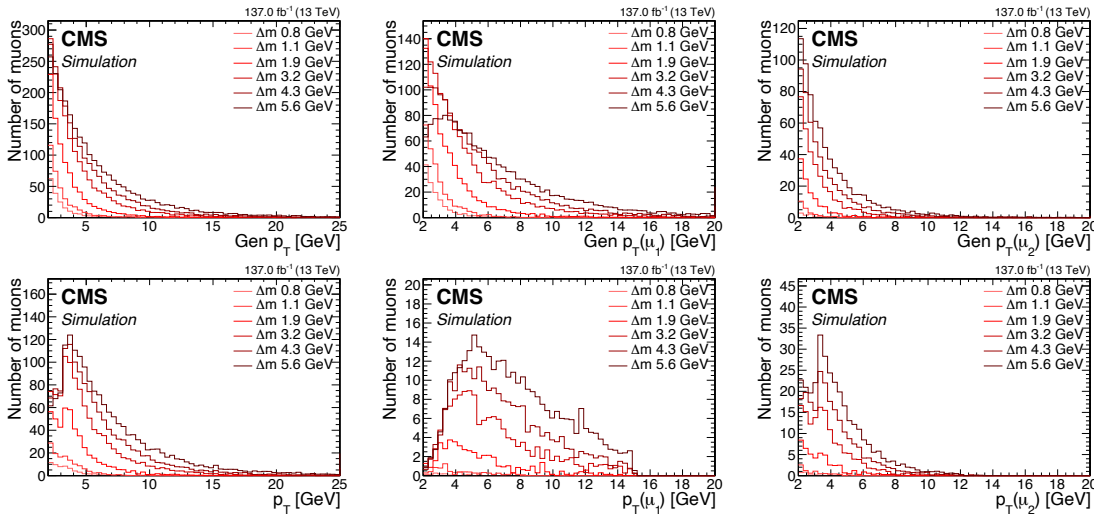 137.0 fb⁻¹ (13 TeV)
CMS
Simulation
Δm 0.8 GeV
Δm 1.1 GeV
Δm 1.9 GeV
Δm 3.2 GeV
Δm 4.3 GeV
Δm 5.6 GeV
Number of muons
300
250
200
150
100
50
0
5 10 15 20 25
Gen p_T [GeV]
137.0 fb⁻¹ (13 TeV)
CMS
Simulation
Δm 0.8 GeV
Δm 1.1 GeV
Δm 1.9 GeV
Δm 3.2 GeV
Δm 4.3 GeV
Δm 5.6 GeV
Number of muons
140
120
100
80
60
40
20
0
2 4 6 8 10 12 14 16 18 20
Gen p_T(μ_1) [GeV]
137.0 fb⁻¹ (13 TeV)
CMS
Simulation
Δm 0.8 GeV
Δm 1.1 GeV
Δm 1.9 GeV
Δm 3.2 GeV
Δm 4.3 GeV
Δm 5.6 GeV
Number of muons
120
100
80
60
40
20
0
2 4 6 8 10 12 14 16 18 20
Gen p_T(μ_2) [GeV]
137.0 fb⁻¹ (13 TeV)
CMS
Simulation
Δm 0.8 GeV
Δm 1.1 GeV
Δm 1.9 GeV
Δm 3.2 GeV
Δm 4.3 GeV
Δm 5.6 GeV
Number of muons
160
140
120
100
80
60
40
20
0
5 10 15 20 25
p_T [GeV]
137.0 fb⁻¹ (13 TeV)
CMS
Simulation
Δm 0.8 GeV
Δm 1.1 GeV
Δm 1.9 GeV
Δm 3.2 GeV
Δm 4.3 GeV
Δm 5.6 GeV
Number of muons
20
18
16
14
12
10
8
6
4
2
0
2 4 6 8 10 12 14 16 18 20
p_T(μ_1) [GeV]
137.0 fb⁻¹ (13 TeV)
CMS
Simulation
Δm 0.8 GeV
Δm 1.1 GeV
Δm 1.9 GeV
Δm 3.2 GeV
Δm 4.3 GeV
Δm 5.6 GeV
Number of muons
45
40
35
30
25
20
15
10
5
0
2 4 6 8 10 12 14 16 18 20
p_T(μ_2) [GeV]